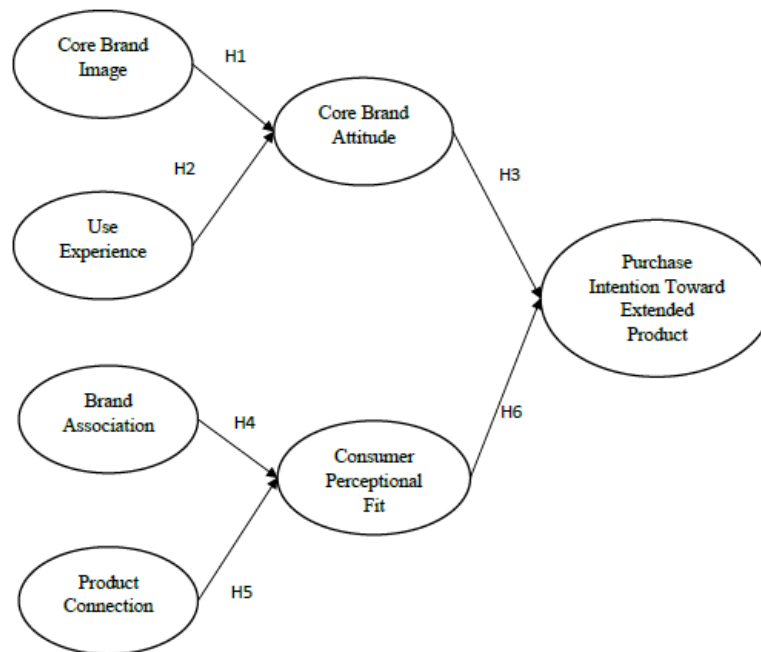 Core Brand
Image
H1
Core Brand
Attitude
H2
Use
Experience
H3
Purchase
Intention Toward
Extended
Product
Brand
Association
H4
Consumer
Perceptional
Fit
H6
Product
Connection
H5